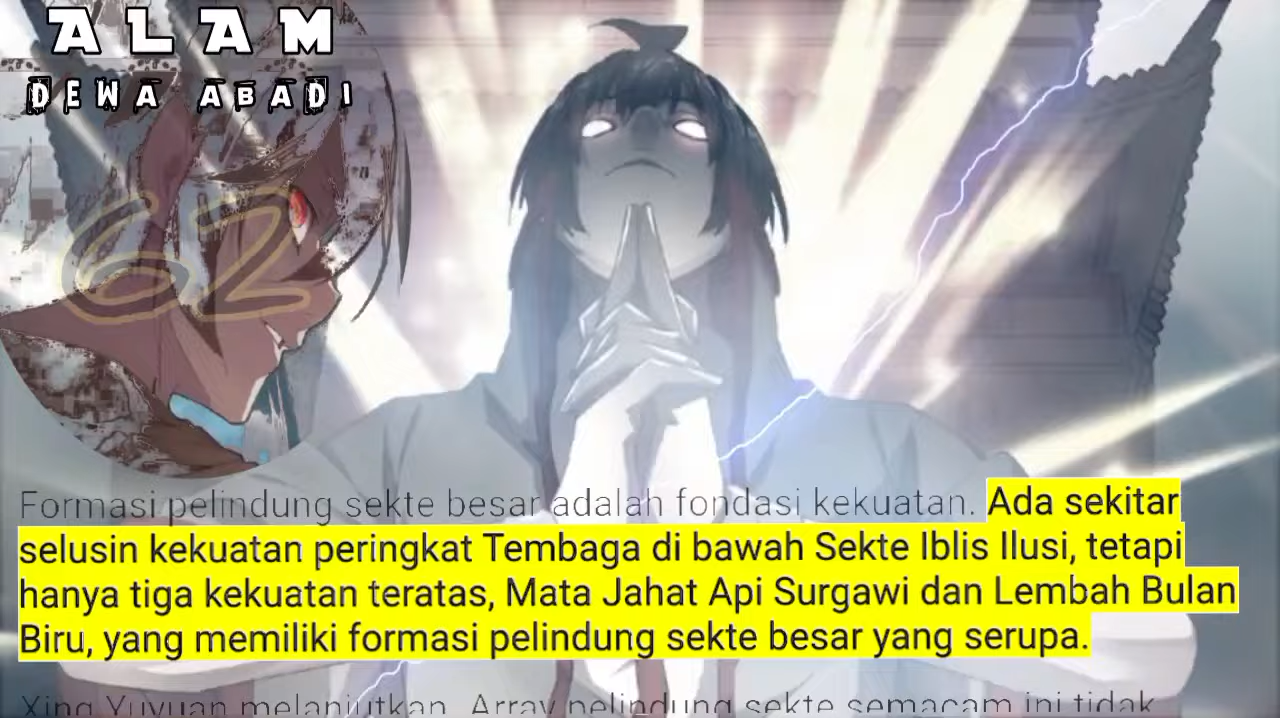 ALAM
DEWA ABADI
62
Formasi pelindung sekte besar adalah fondasi kekuatan. Ada sekitar
selusin kekuatan peringkat Tembaga di bawah Sekte Iblis Ilusi, tetapi
hanya tiga kekuatan teratas, Mata Jahat Api Surgawi dan Lembah Bulan
Biru, yang memiliki formasi pelindung sekte besar yang serupa.
Xing Yuyuan melanjutkan. Array pelindung sekte semacam ini tidak